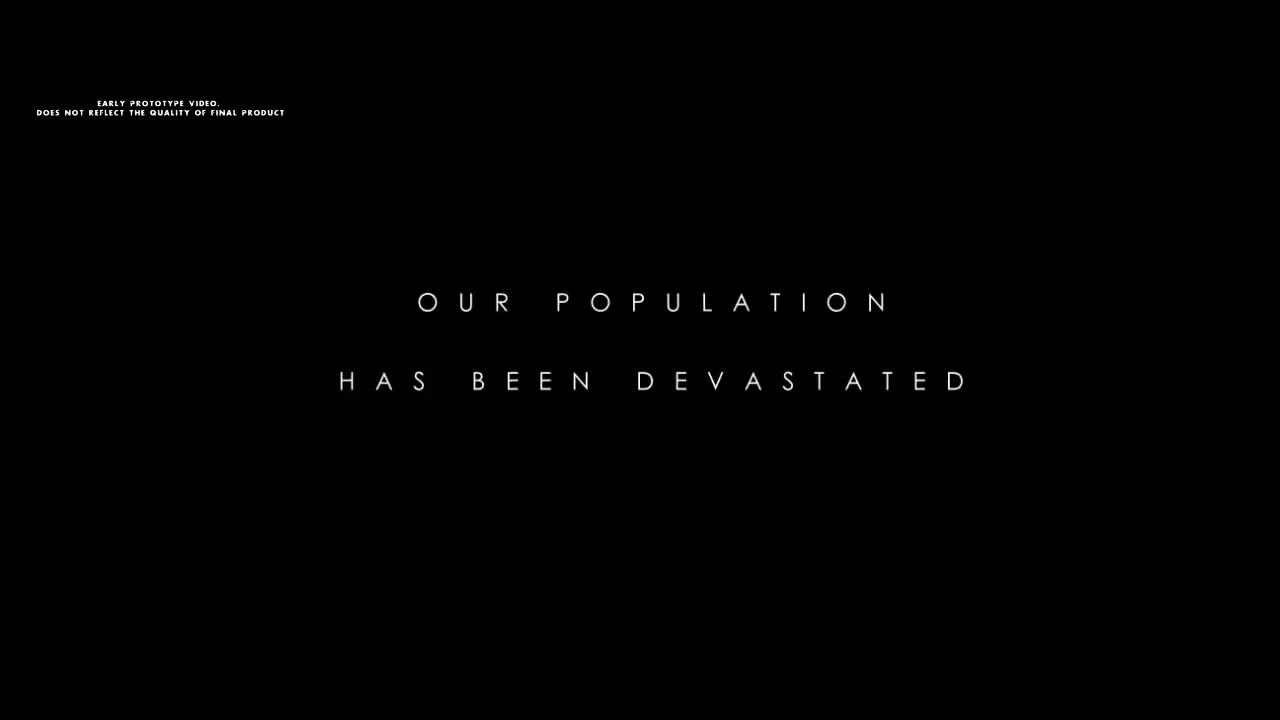 EARLY PROTOTYPE VIDEO.
DOES NOT REFLECT THE QUALITY OF FINAL PRODUCT
OUR POPULATION
HAS BEEN DEVASTATED